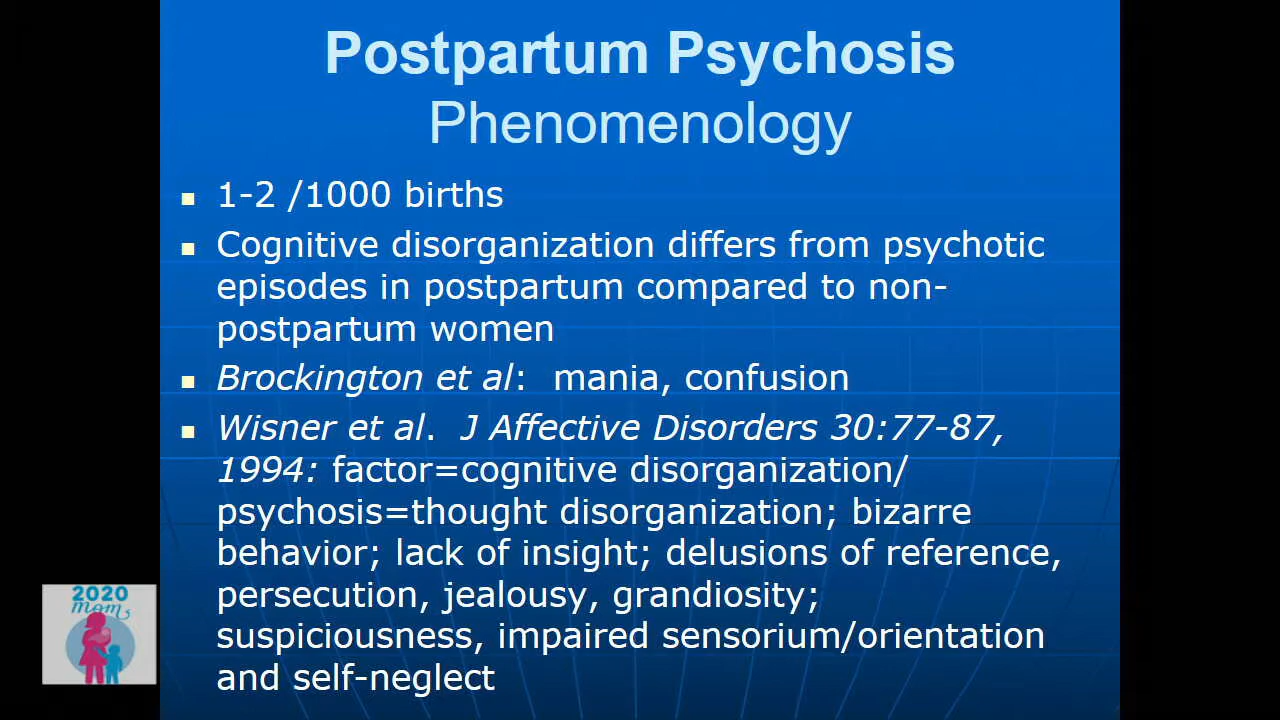 Postpartum Psychosis
Phenomenology
1-2 /1000 births
Cognitive disorganization differs from psychotic
episodes in postpartum compared to non-
postpartum women
Brockington et al:  mania, confusion
Wisner et al.  J Affective Disorders 30:77-87,
1994: factor=cognitive disorganization/
psychosis=thought disorganization; bizarre
behavior; lack of insight; delusions of reference,
persecution, jealousy, grandiosity;
suspiciousness, impaired sensorium/orientation
and self-neglect
2020
mom